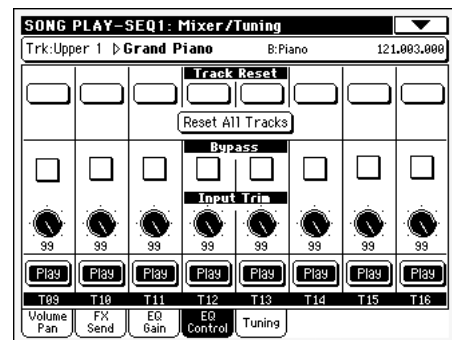 SONG PLAY-SEQ1: Mixer/Tuning
Trk:Upper 1 ▷Grand Piano B:Piano 121.003.000
Track Reset
Reset All Tracks
Bypass
Input Trim
99 99 99 99 99 99 99 99
Play Play Play Play Play Play Play Play
T09 T10 T11 T12 T13 T14 T15 T16
Volume Pan FX Send EQ Gain EQ Control Tuning